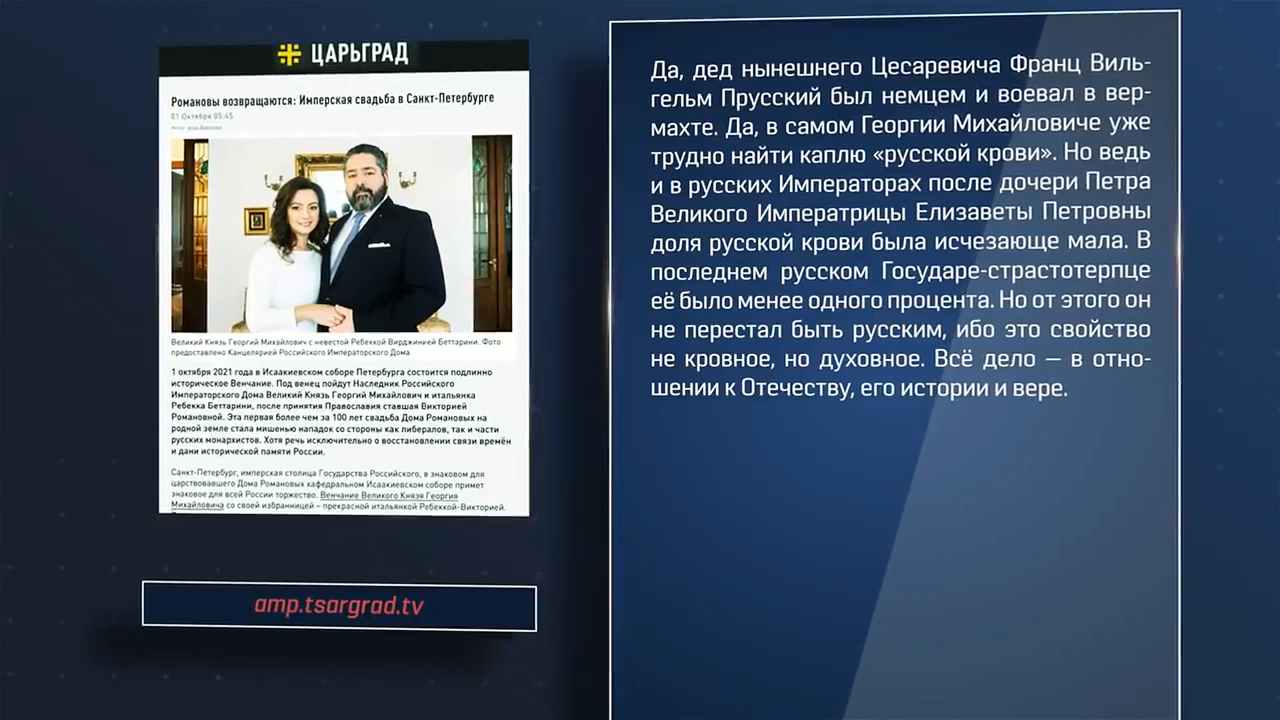 ЦАРЬГРАД
Романовы возвращаются: Имперская свадьба в Санкт-Петербурге
01 Октября 05:45
Великий Князь Георгий Михайлович с невестой Ребеккой Вирджинией Беттарини. Фото
предоставлено Канцелярией Российского Императорского Дома
1 октября 2021 года в Исаакиевском соборе Петербурга состоится подлинно
историческое Венчание. Под венец пойдут Наследник Российского
Императорского Дома Великий Князь Георгий Михайлович и итальянка
Ребекка Беттарини, после принятия Православия ставшая Викторией
Романовной. Эта первая более чем за 100 лет свадьба Дома Романовых на
родной земле стала мишенью нападок со стороны как либералов, так и части
русских монархистов. Хотя речь исключительно о восстановлении связи времён
и дани исторической памяти России.
Санкт-Петербург, имперская столица Государства Российского, в знаковом для
царствовавшего Дома Романовых кафедральном Исаакиевском соборе примет
знаковое для всей России торжество. Венчание Великого Князя Георгия
Михайловича со своей избранницей – прекрасной итальянкой Ребеккой-Викторией.
amp.tsargrad.tv
Да, дед нынешнего Цесаревича Франц Виль-
гельм Прусский был немцем и воевал в вер-
махте. Да, в самом Георгии Михайловиче уже
трудно найти каплю «русской крови». Но ведь
и в русских Императорах после дочери Петра
Великого Императрицы Елизаветы Петровны
доля русской крови была исчезающе мала. В
последнем русском Государе-страстотерпце
её было менее одного процента. Но от этого он
не перестал быть русским, ибо это свойство
не кровное, но духовное. Всё дело – в отно-
шении к Отечеству, его истории и вере.